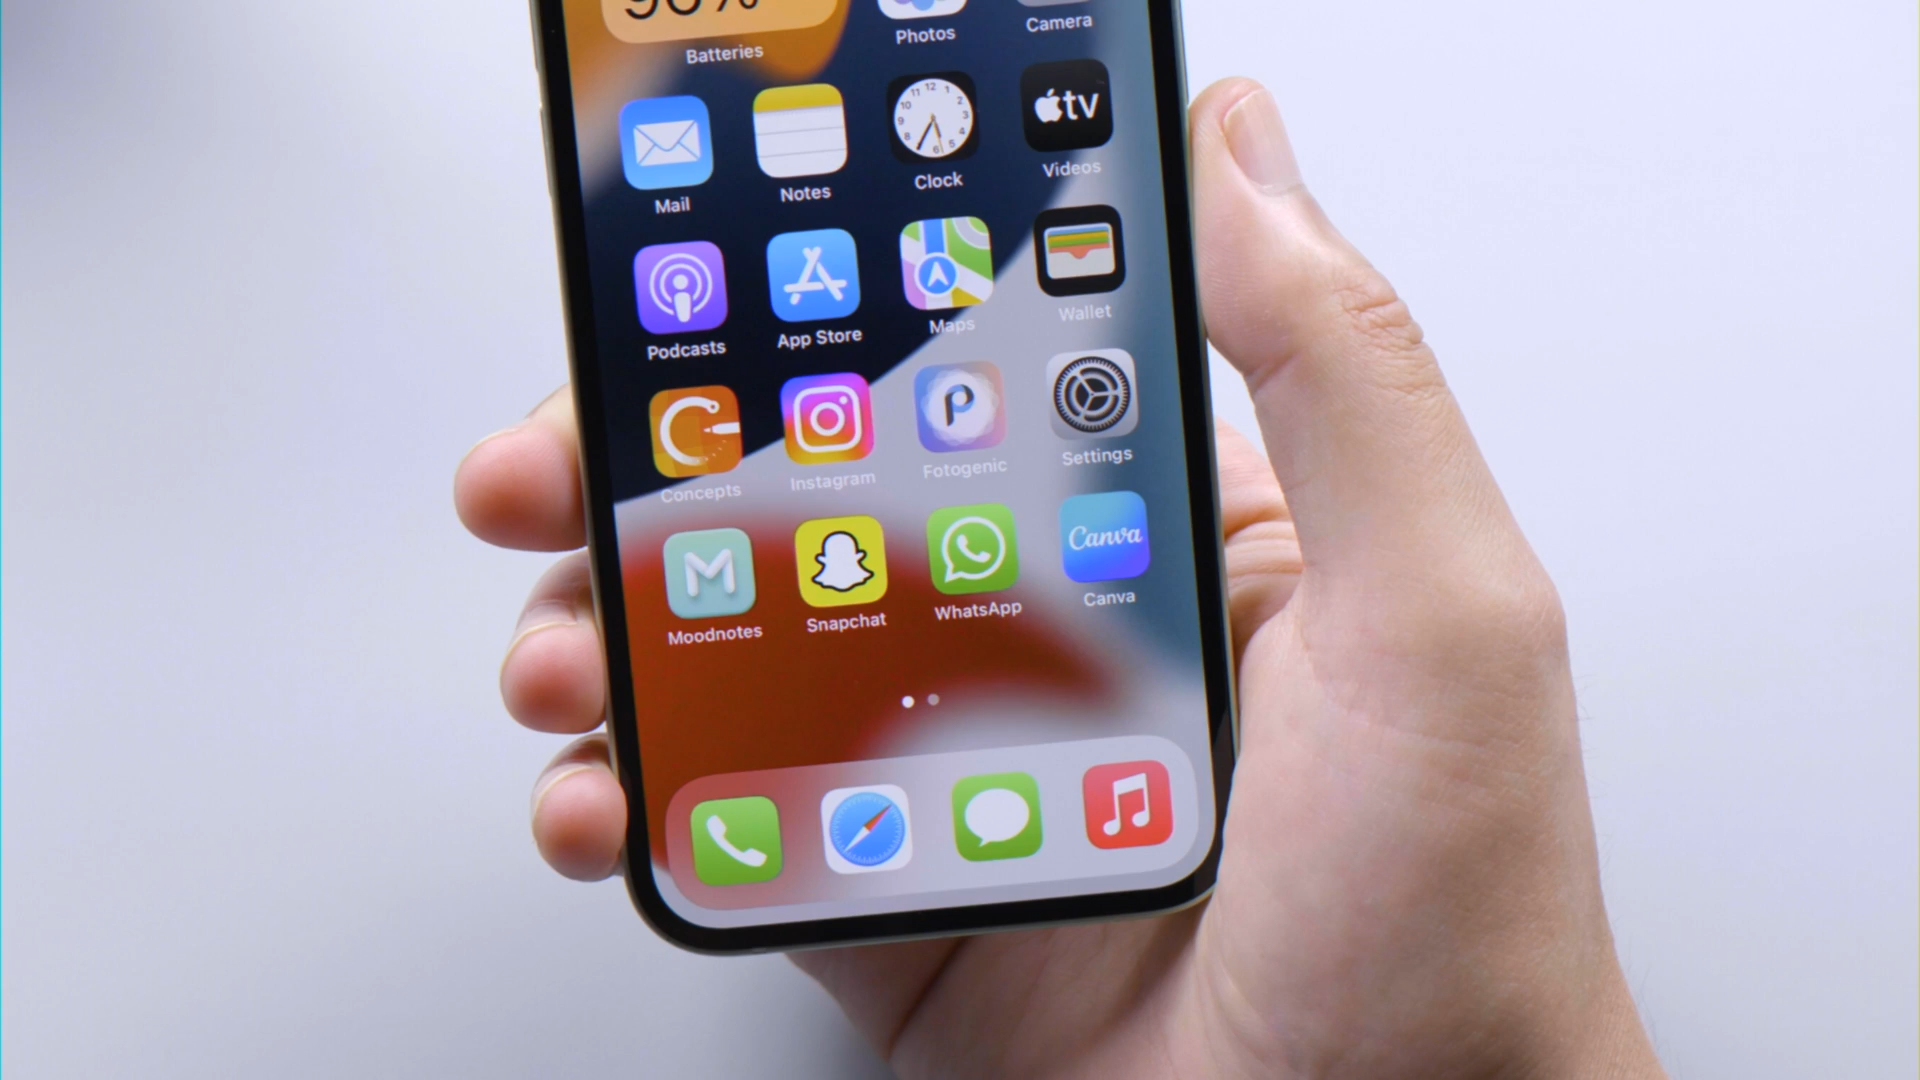 Batteries Photos Camera
tv
Mail Notes Clock Videos
Podcasts App Store Maps Wallet
P
Concepts Instagram Fotogenic Settings
M Canva
Moodnotes Snapchat WhatsApp Canva